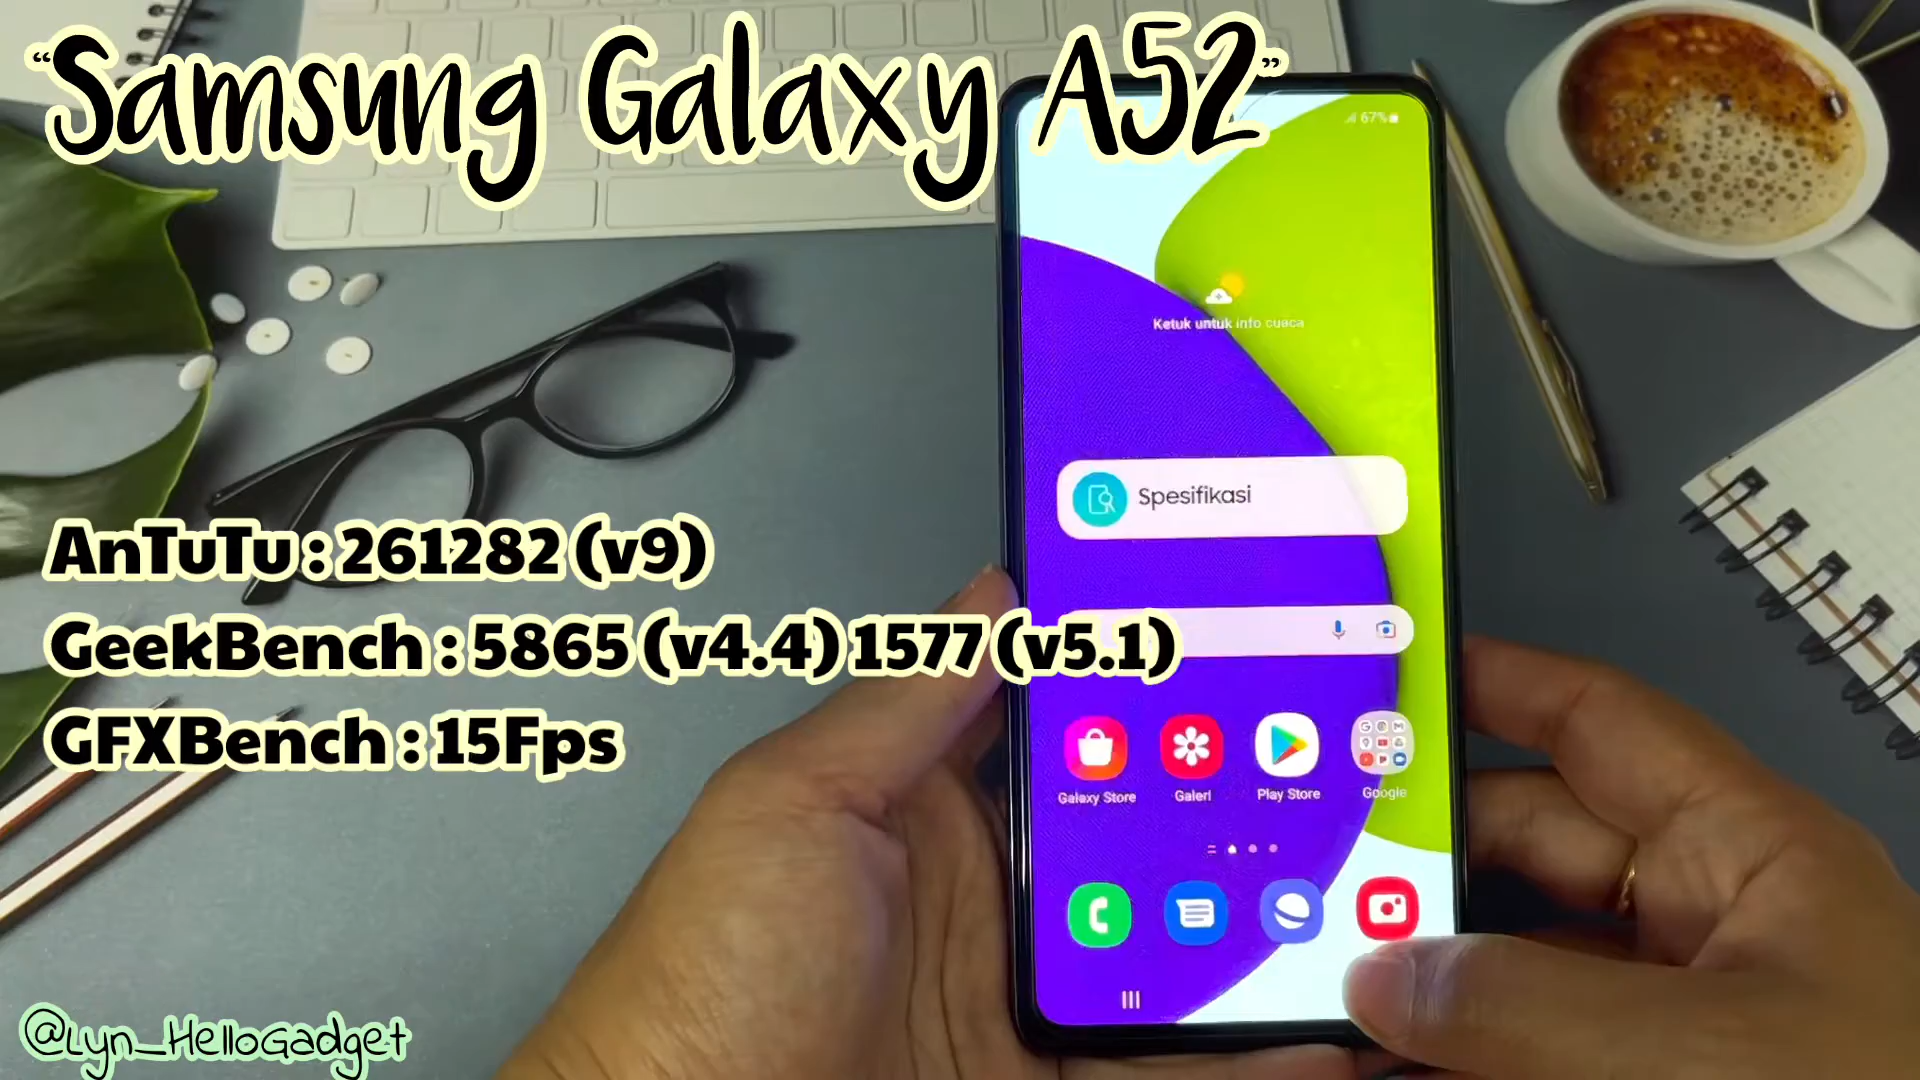 “Samsung Galaxy A52”
67%
Ketuk untuk info cuaca
Spesifikasi
AnTuTu : 261282 (v9)
GeekBench : 5865 (v4.4) 1577 (v5.1)
GFXBench : 15Fps
Galaxy Store
Galeri
Play Store
Google
@Lyn_HelloGadget